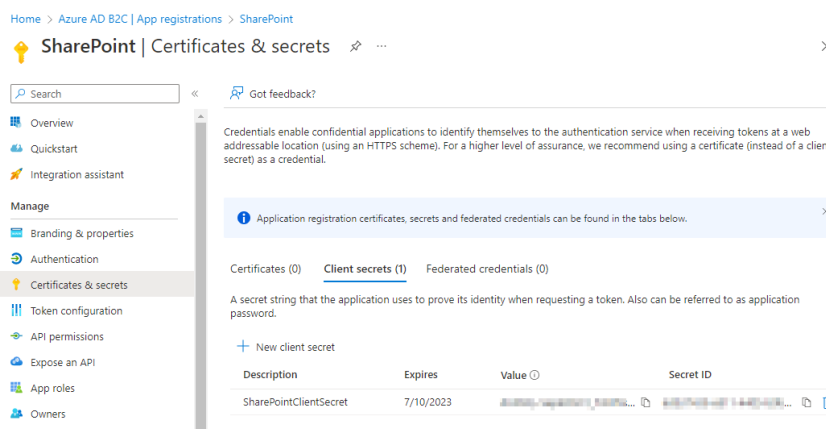 Home > Azure AD B2C | App registrations > SharePoint
SharePoint | Certificates & secrets
Search
Got feedback?
Overview
Quickstart
Integration assistant
Manage
Branding & properties
Authentication
Certificates & secrets
Token configuration
API permissions
Expose an API
App roles
Owners
Credentials enable confidential applications to identify themselves to the authentication service when receiving tokens at a web
addressable location (using an HTTPS scheme). For a higher level of assurance, we recommend using a certificate (instead of a
secret) as a credential.
Application registration certificates, secrets and federated credentials can be found in the tabs below.
Certificates (0) Client secrets (1) Federated credentials (0)
A secret string that the application uses to prove its identity when requesting a token. Also can be referred to as application
password.
New client secret
Description Expires Value Secret ID
SharePointClientSecret 7/10/2023